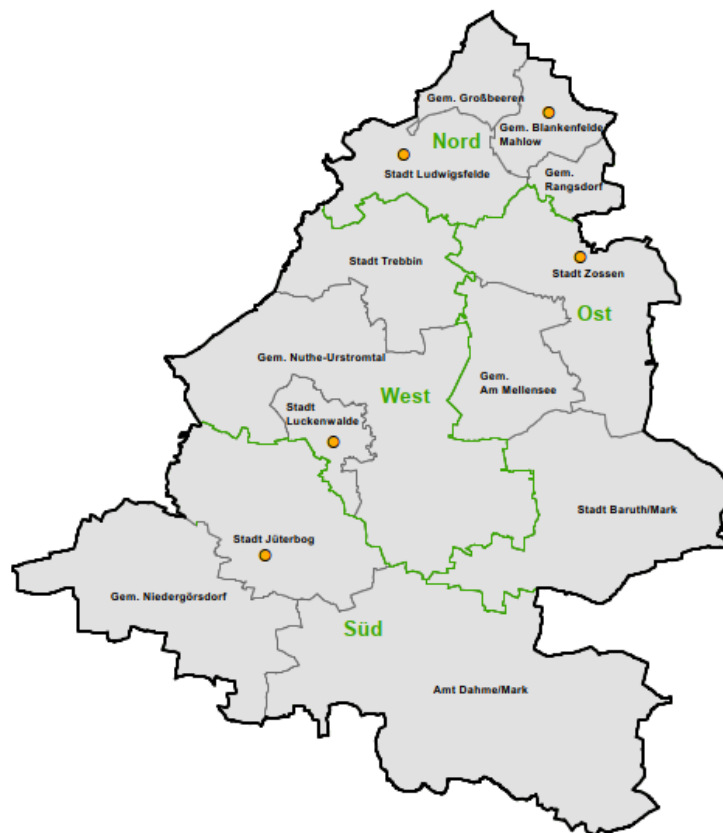 Gem. Großbeeren
Gem. Blankenfelde
Mahlow
Nord
Stadt Ludwigsfelde
Gem.
Rangsdorf
Stadt Trebbin
Stadt Zossen
Ost
Gem. Nuthe-Urstromtal
Gem.
Am Mellensee
West
Stadt
Luckenwalde
Stadt Baruth/Mark
Stadt Jüterbog
Gem. Niedergörsdorf
Süd
Amt Dahme/Mark